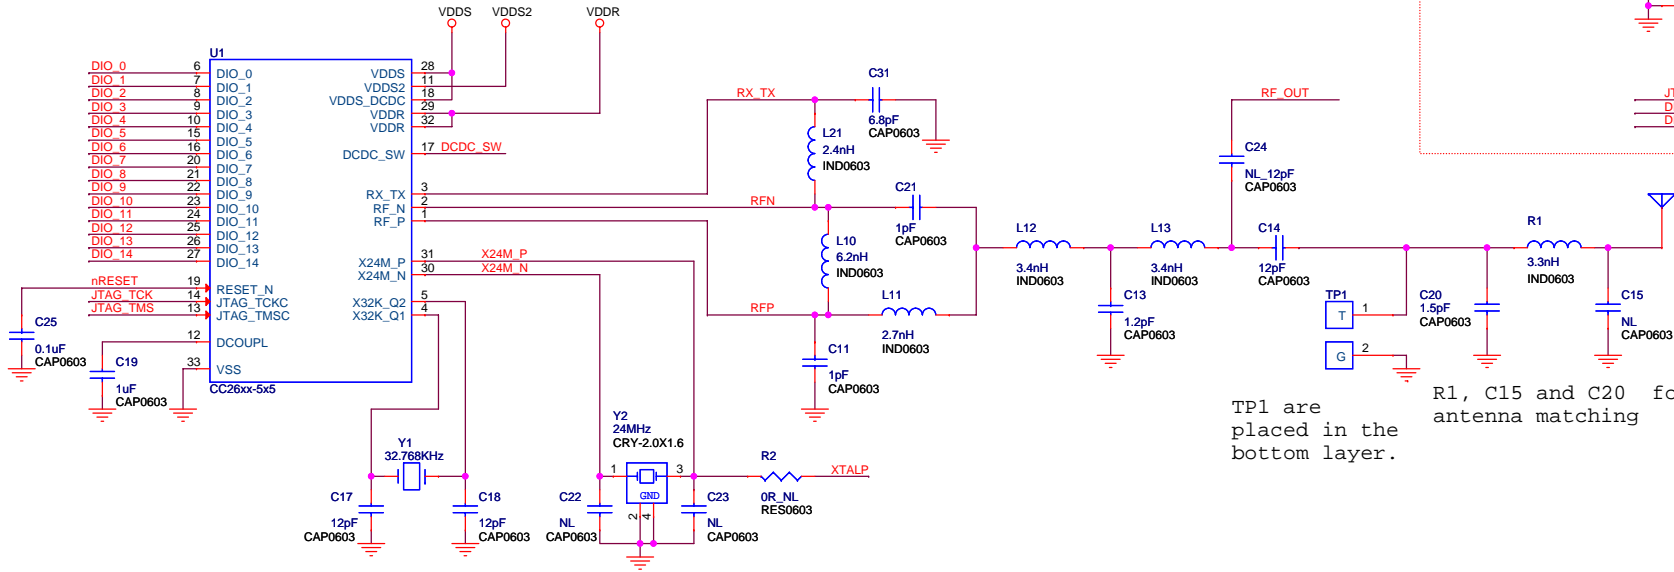 VDDS VDDS2 VDDR
U1
DIO_0 6 DIO_0
DIO_1 7 DIO_1
DIO_2 8 DIO_2
DIO_3 9 DIO_3
DIO_4 10 DIO_4
DIO_5 15 DIO_5
DIO_6 16 DIO_6
DIO_7 20 DIO_7
DIO_8 21 DIO_8
DIO_9 22 DIO_9
DIO_10 23 DIO_10
DIO_11 24 DIO_11
DIO_12 25 DIO_12
DIO_13 26 DIO_13
DIO_14 27 DIO_14
nRESET 19 RESET_N
JTAG_TCK 14 JTAG_TCKC
JTAG_TMS 13 JTAG_TMSC
12 DCOUPL
33 VSS
CC26xx-5x5
VDDS 28
VDDS2 11
VDDS_DCDC 18
VDDR 29
VDDR 32
DCDC_SW 17 DCDC_SW
RX_TX 3
RF_N 2
RF_P 1
X24M_P 31 X24M_P
X24M_N 30 X24M_N
X32K_Q2 5
X32K_Q1 4
C25
0.1uF
CAP0603
C19
1uF
CAP0603
Y1
32.768KHz
C17
12pF
CAP0603
C18
12pF
CAP0603
Y2
24MHz
CRY-2.0X1.6
1 3
GND
2 4
C22
NL
CAP0603
C23
NL
CAP0603
R2
0R_NL
RES0603
XTALP
RX_TX
C31
6.8pF
CAP0603
L21
2.4nH
IND0603
RFN
C21
1pF
CAP0603
L10
6.2nH
IND0603
RFP
L11
2.7nH
IND0603
C11
1pF
CAP0603
L12
3.4nH
IND0603
C13
1.2pF
CAP0603
L13
3.4nH
IND0603
RF_OUT
C24
NL_12pF
CAP0603
C14
12pF
CAP0603
TP1
T 1
G 2
C20
1.5pF
CAP0603
R1
3.3nH
IND0603
C15
NL
CAP0603
TP1 are
placed in the
bottom layer.
R1, C15 and C20 fo
antenna matching
JT
D
D